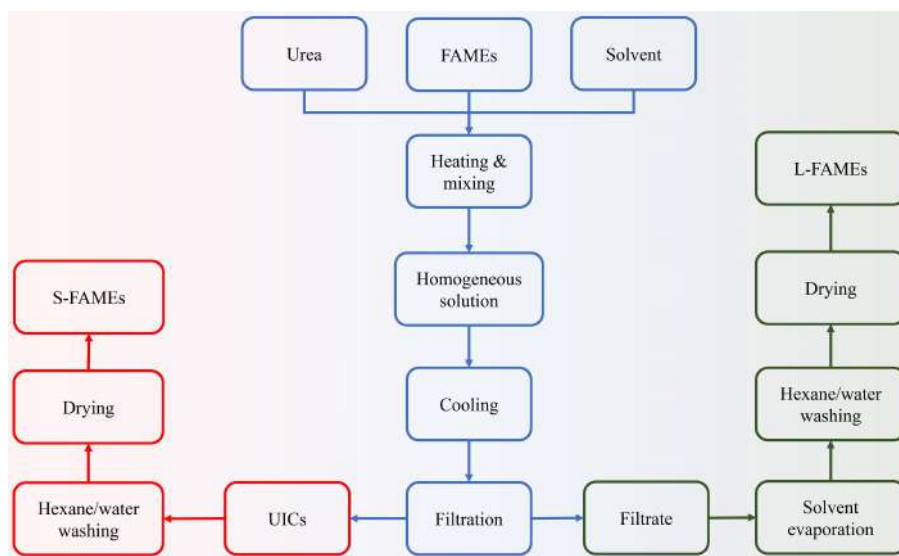 Urea
FAMEs
Solvent
Heating &
mixing
L-FAMEs
Homogeneous
solution
S-FAMEs
Drying
Drying
Cooling
Hexane/water
washing
Hexane/water
washing
UICs
Filtration
Filtrate
Solvent
evaporation